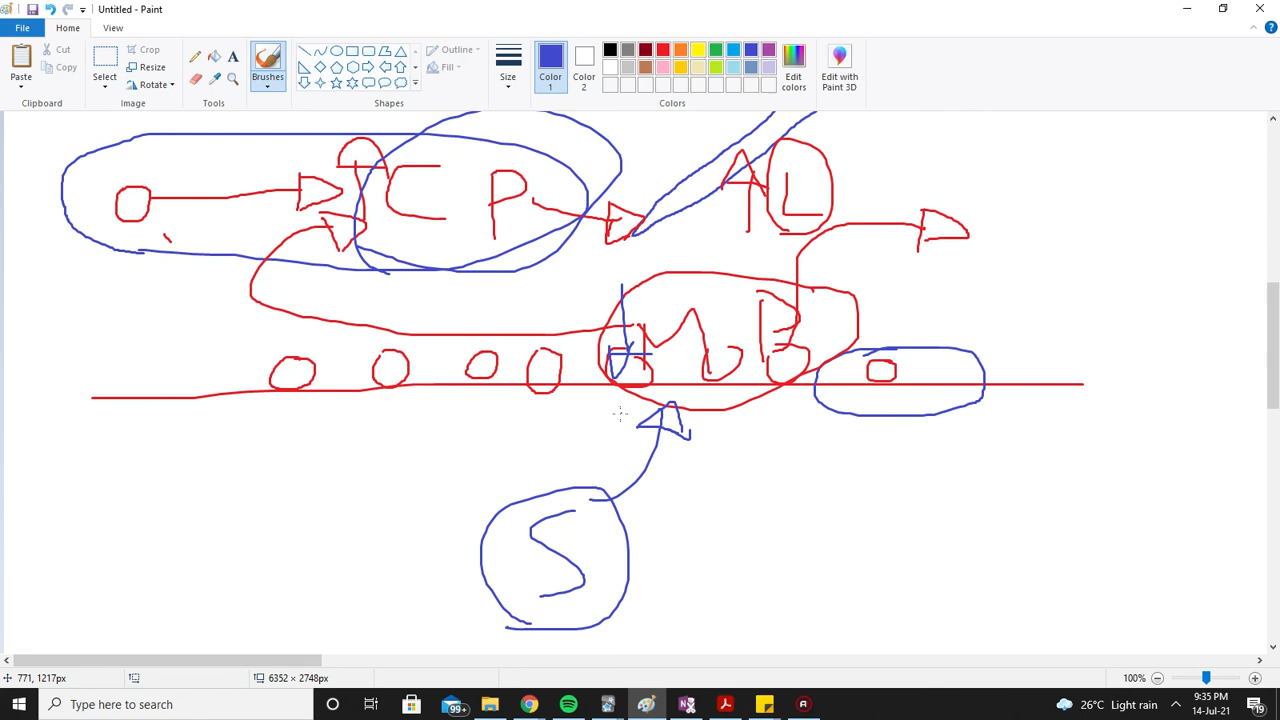 Untitled - Paint
File Home View
Paste
Cut
Copy
Clipboard
Select
Crop
Resize
Rotate
Image
Tools
Brushes
Shapes
Outline
Fill
Size
Color 1
Color 2
Edit colors
Colors
Edit with Paint 3D
C P A L
M B
S
771, 1217px
6352 × 2748px
100%
Type here to search
99+
26°C Light rain
9:35 PM
14-Jul-21
19